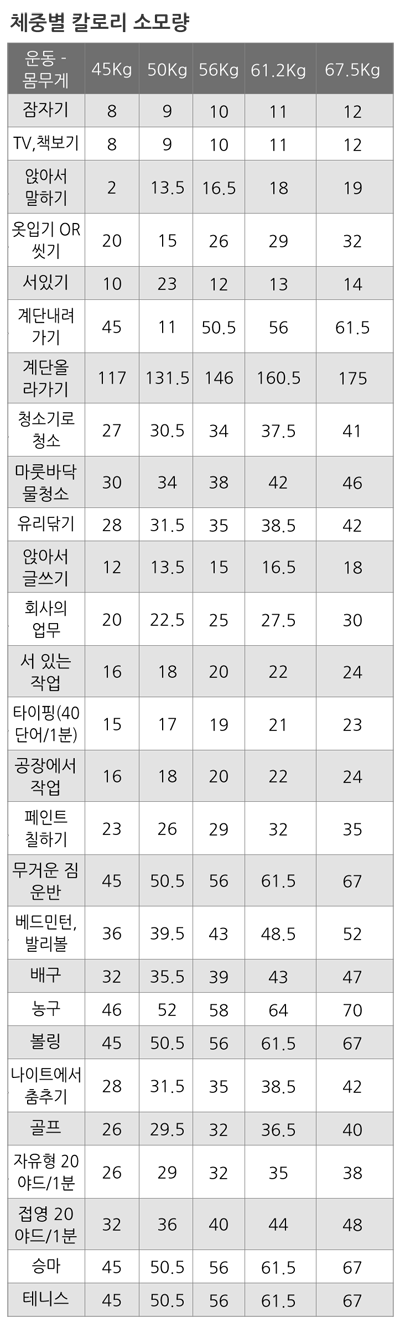 체중별 칼로리 소모량
운동 - 45Kg 50Kg 56Kg 61.2Kg 67.5Kg
몸무게
잠자기 8 9 10 11 12
TV,책보기 8 9 10 11 12
앉아서 2 13.5 16.5 18 19
말하기
옷입기 OR 20 15 26 29 32
씻기
서있기 10 23 12 13 14
계단내려 45 11 50.5 56 61.5
가기
계단올 117 131.5 146 160.5 175
라가기
청소기로 27 30.5 34 37.5 41
청소
마룻바닥 30 34 38 42 46
물청소
유리닦기 28 31.5 35 38.5 42
앉아서 12 13.5 15 16.5 18
글쓰기
회사의 20 22.5 25 27.5 30
업무
서 있는 16 18 20 22 24
작업
타이핑(40 15 17 19 21 23
단어/1분)
공장에서 16 18 20 22 24
작업
페인트 23 26 29 32 35
칠하기
무거운 짐 45 50.5 56 61.5 67
운반
베드민턴, 36 39.5 43 48.5 52
발리볼
배구 32 35.5 39 43 47
농구 46 52 58 64 70
볼링 45 50.5 56 61.5 67
나이트에서 28 31.5 35 38.5 42
춤추기
골프 26 29.5 32 36.5 40
자유형 20 26 29 32 35 38
야드/1분
접영 20 32 36 40 44 48
야드/1분
승마 45 50.5 56 61.5 67
테니스 45 50.5 56 61.5 67